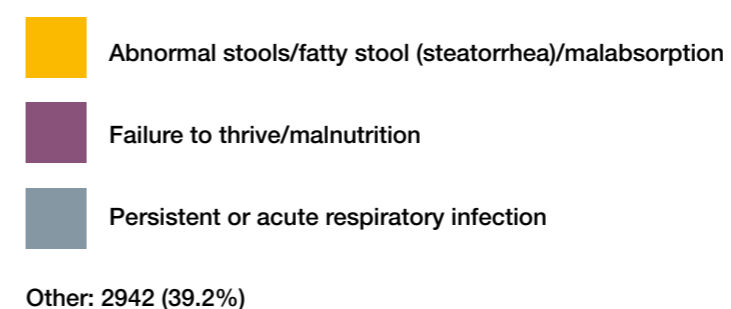 Abnormal stools/fatty stool (steatorrhea)/malabsorption
Failure to thrive/malnutrition
Persistent or acute respiratory infection
Other: 2942 (39.2%)